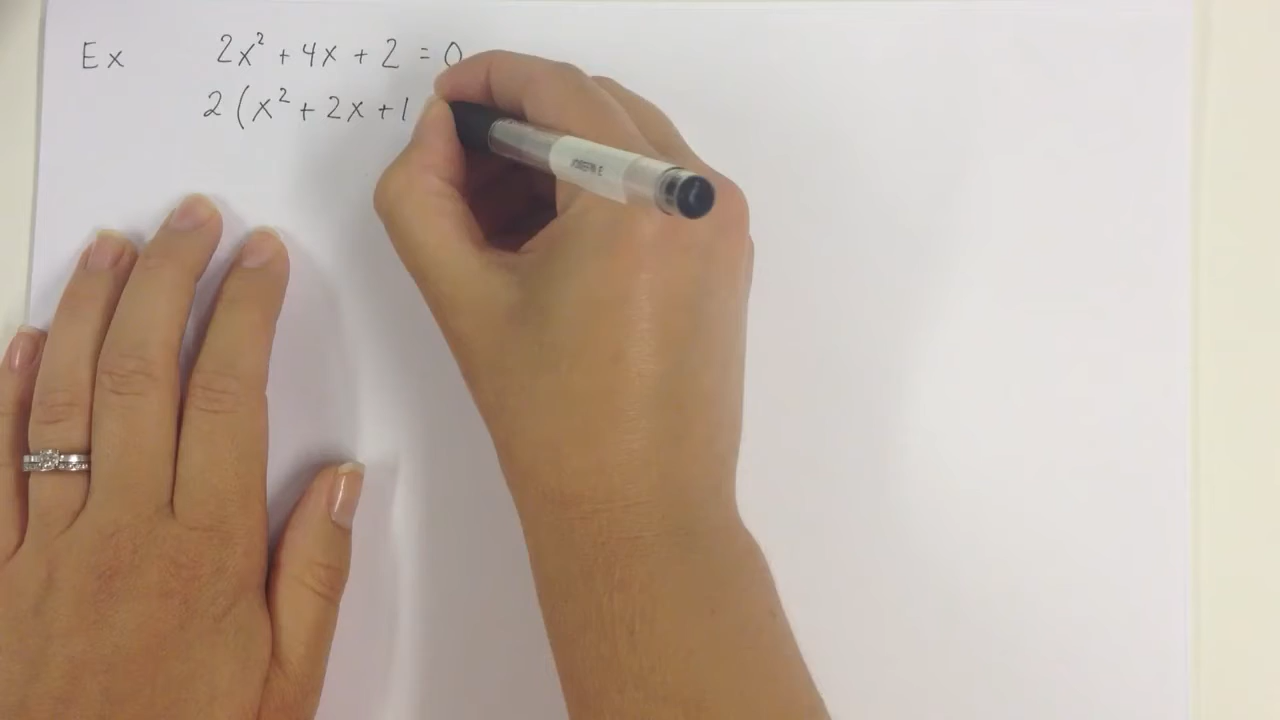 Ex 2x² + 4x + 2 = 0
2 (x² + 2x + 1